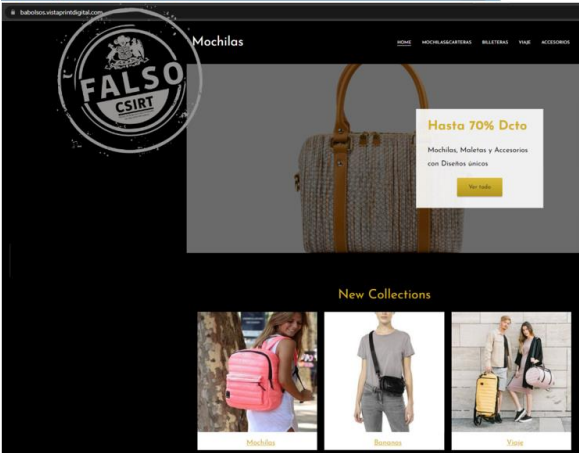 babolsos.vistaprintdigital.com
FALSO
CSIRT
Mochilas
HOME MOCHILAS&CARTERAS BILLETERAS VIAJE ACCESORIOS
Hasta 70% Dcto
Mochilas, Maletas y Accesorios
con Diseños únicos
Ver todo
New Collections
Mochilas Bananos Viaje